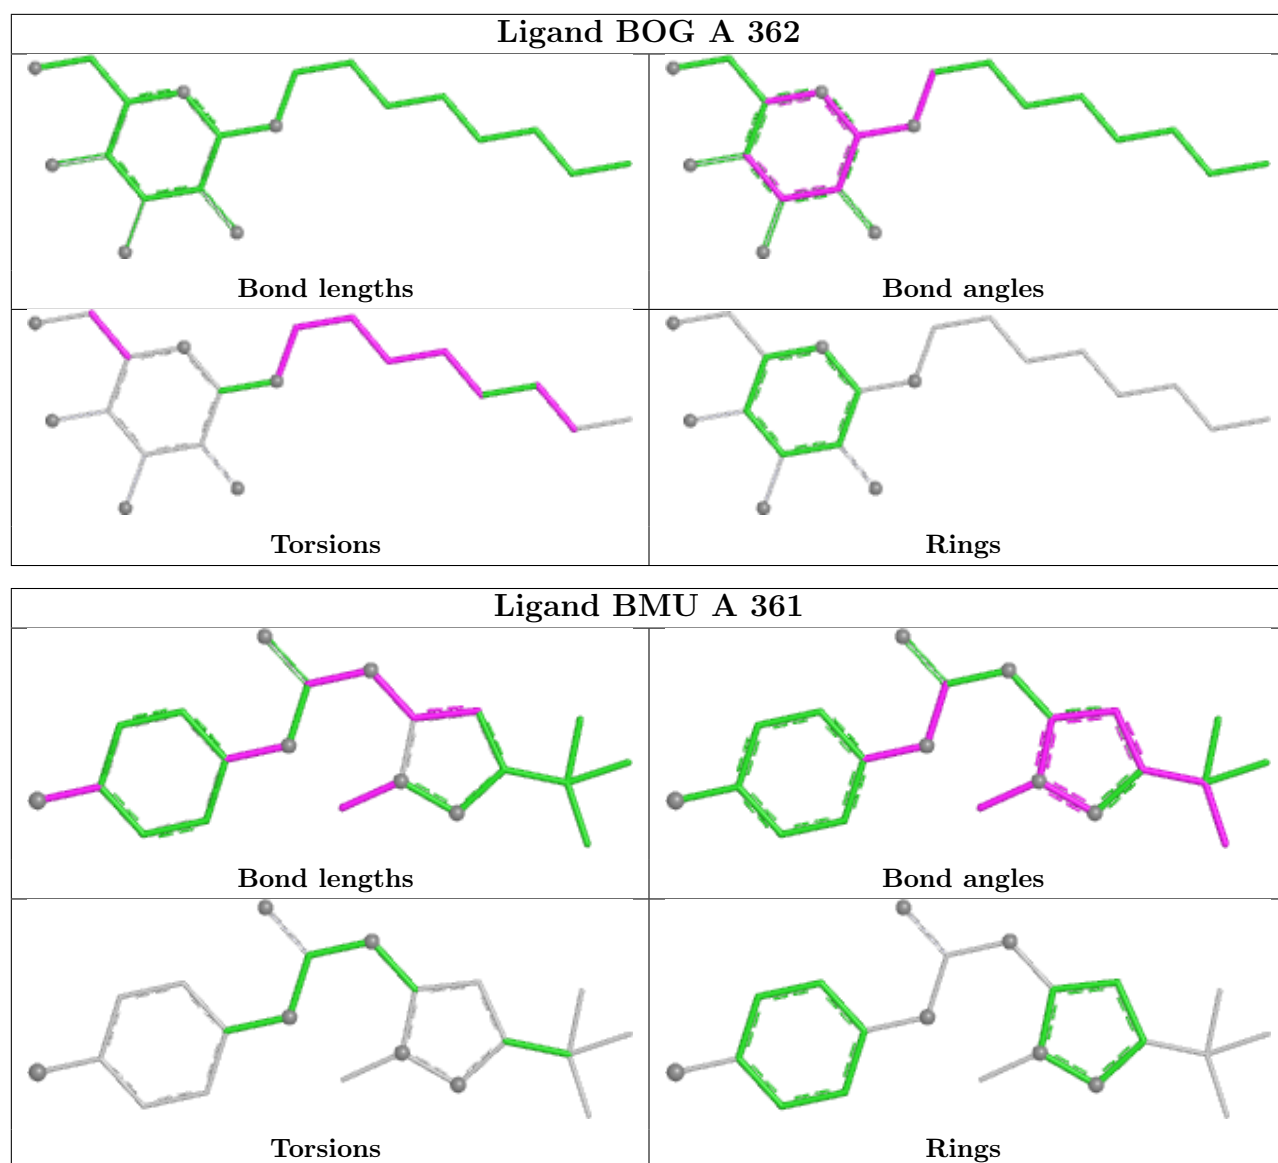 Ligand BOG A 362
Bond lengths
Bond angles
Torsions
Rings
Ligand BMU A 361
Bond lengths
Bond angles
Torsions
Rings